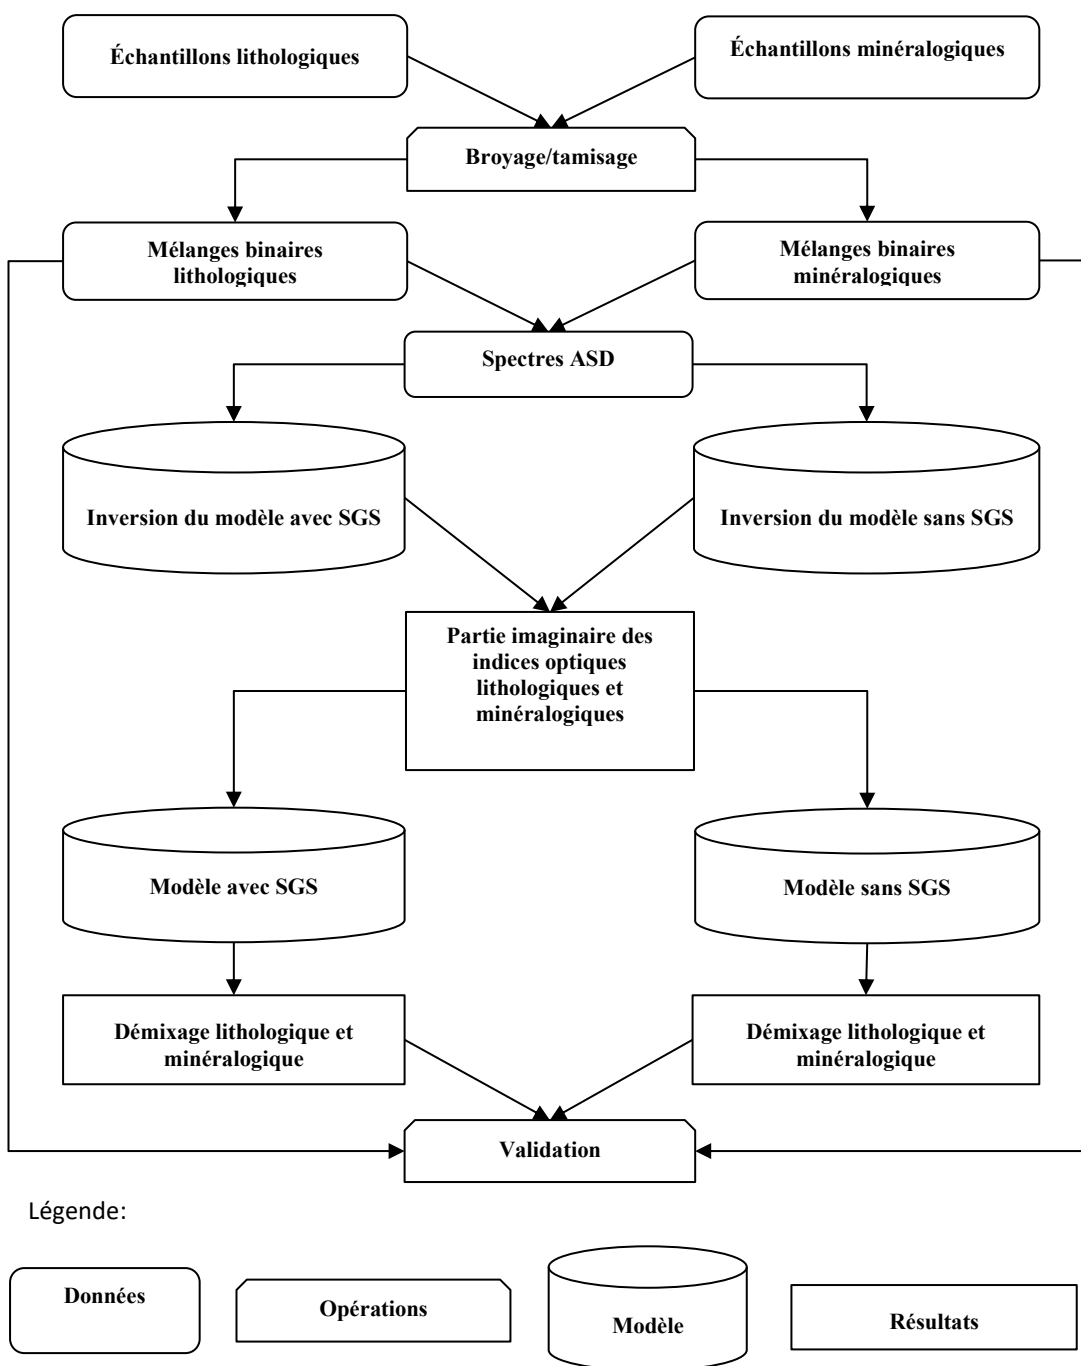 Échantillons lithologiques
Échantillons minéralogiques
Broyage/tamisage
Mélanges binaires
lithologiques
Mélanges binaires
minéralogiques
Spectres ASD
Inversion du modèle avec SGS
Inversion du modèle sans SGS
Partie imaginaire des
indices optiques
lithologiques et
minéralogiques
Modèle avec SGS
Modèle sans SGS
Démixage lithologique et
minéralogique
Démixage lithologique et
minéralogique
Validation
Légende:
Données
Opérations
Modèle
Résultats